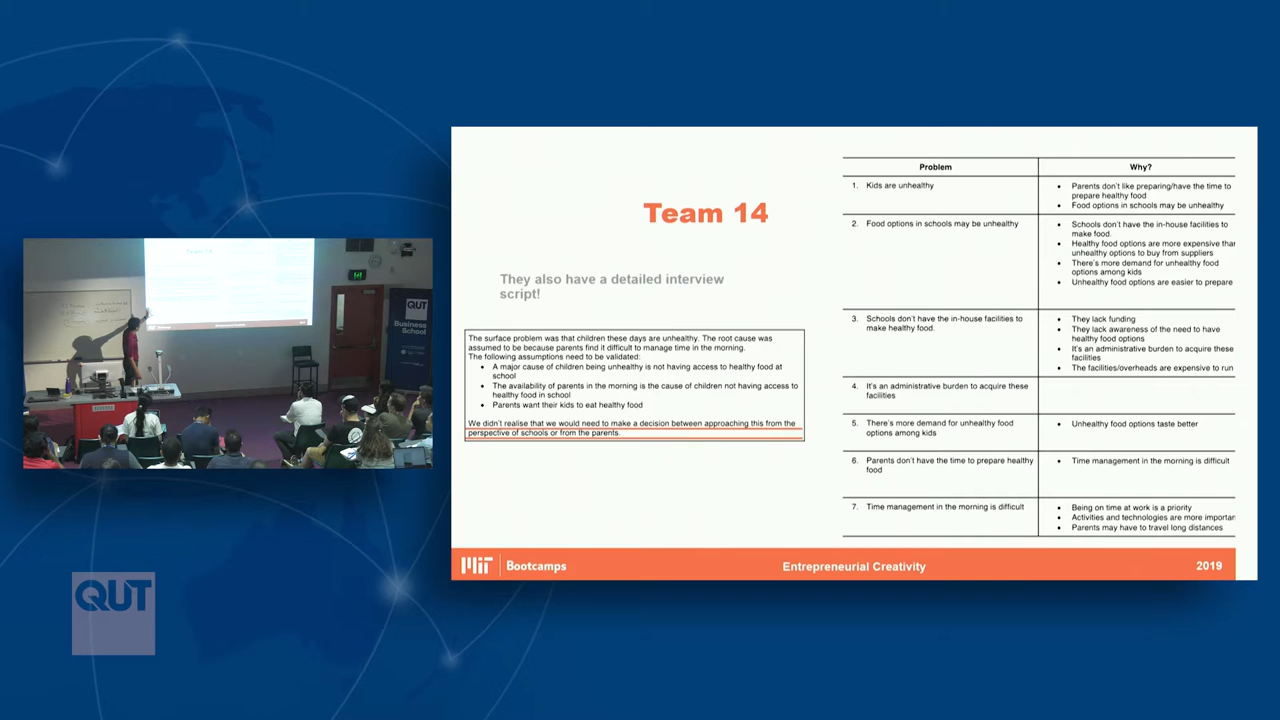 Team 14
They also have a detailed interview
script!
The surface problem was that children these days are unhealthy. The root cause was
assumed to be because parents find it difficult to manage time in the morning.
The following assumptions need to be validated:
• A major cause of children being unhealthy is not having access to healthy food at
school
• The availability of parents in the morning is the cause of children not having access to
healthy food in school
• Parents want their kids to eat healthy food
We didn't realise that we would need to make a decision between approaching this from the
perspective of schools or from the parents.
Problem Why?
1. Kids are unhealthy
• Parents don't like preparing/have the time to
prepare healthy food
• Food options in schools may be unhealthy
2. Food options in schools may be unhealthy
• Schools don't have the in-house facilities to
make food.
• Healthy food options are more expensive than
unhealthy options to buy from suppliers
• There's more demand for unhealthy food
options among kids
• Unhealthy food options are easier to prepare
3. Schools don't have the in-house facilities to
make healthy food.
• They lack funding
• They lack awareness of the need to have
healthy food options
• It's an administrative burden to acquire these
facilities
• The facilities/overheads are expensive to run
4. It's an administrative burden to acquire these
facilities
5. There's more demand for unhealthy food
options among kids
• Unhealthy food options taste better
6. Parents don't have the time to prepare healthy
food
• Time management in the morning is difficult
7. Time management in the morning is difficult
• Being on time at work is a priority
• Activities and technologies are more importan
• Parents may have to travel long distances
MIT Bootcamps
Entrepreneurial Creativity
2019
Team 14
QUT
Business
School
QUT